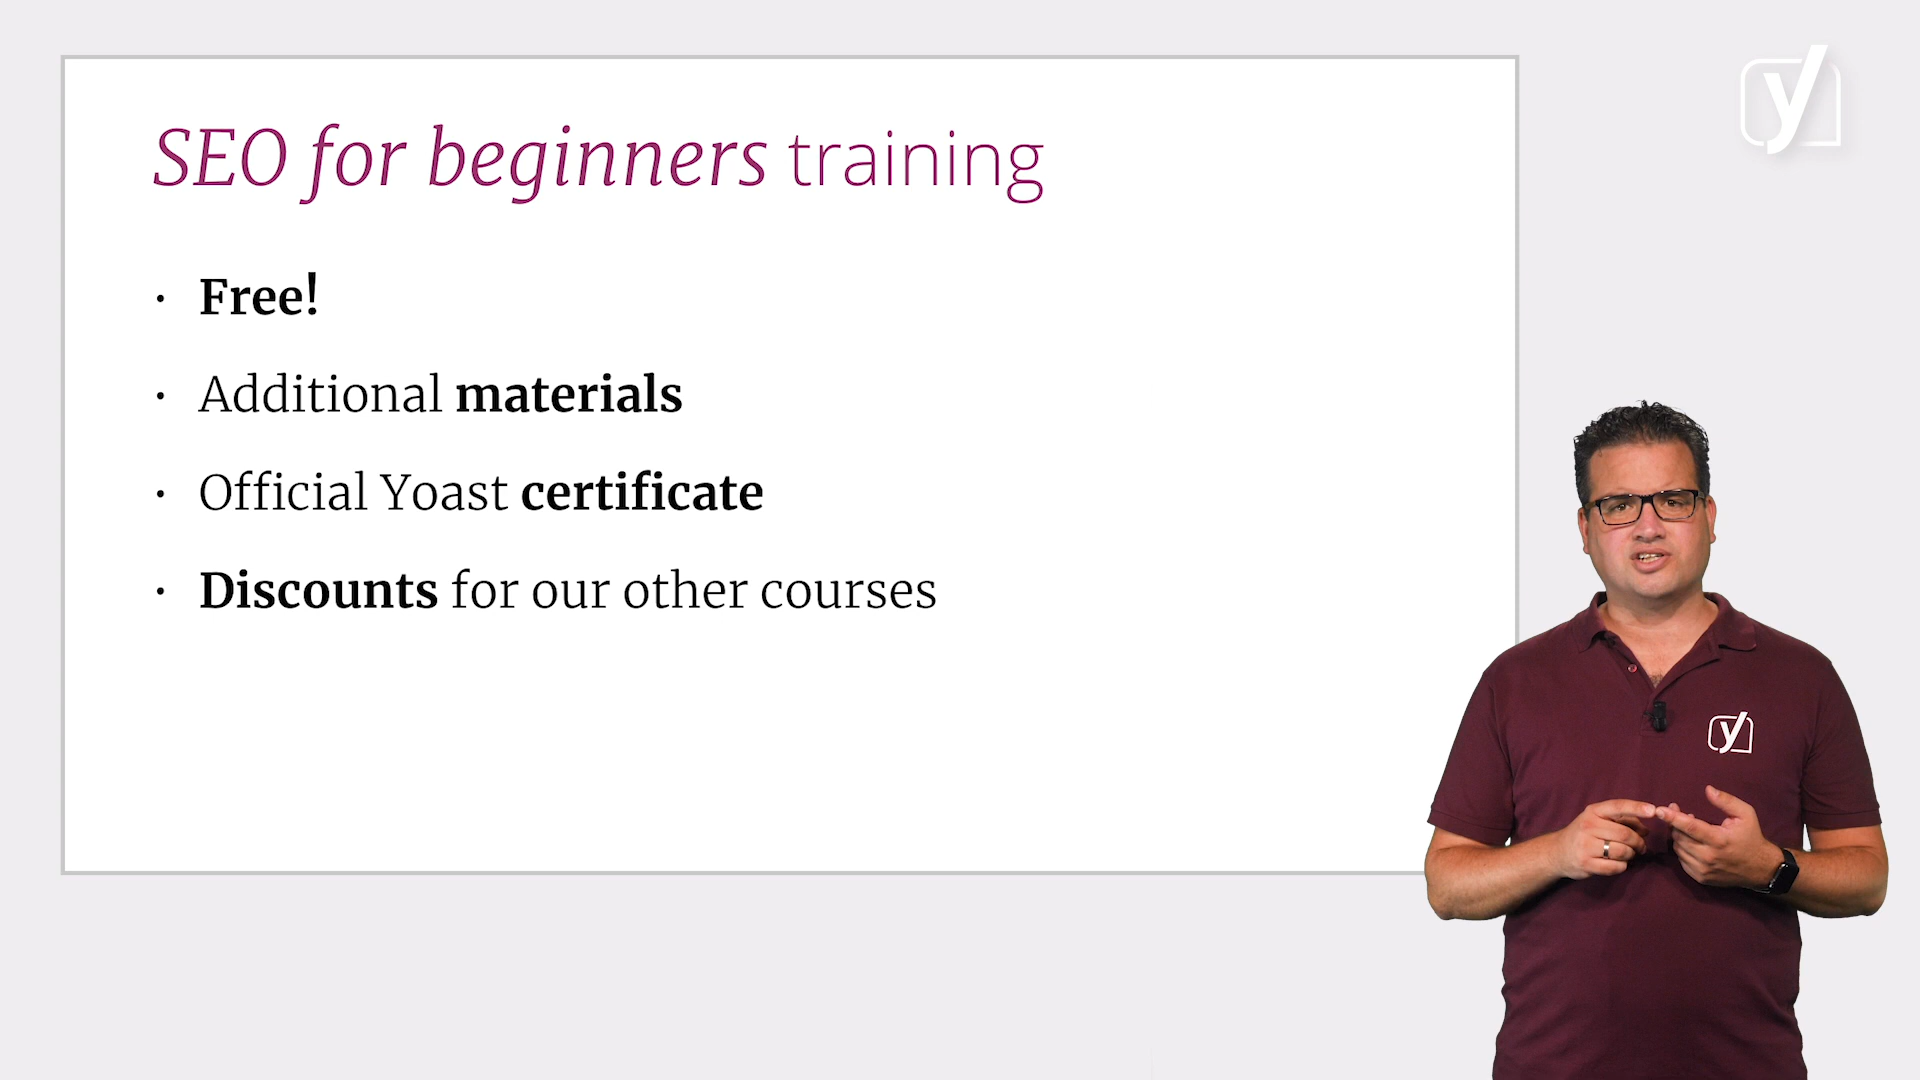 SEO for beginners training
• Free!
• Additional materials
• Official Yoast certificate
• Discounts for our other courses
y
y